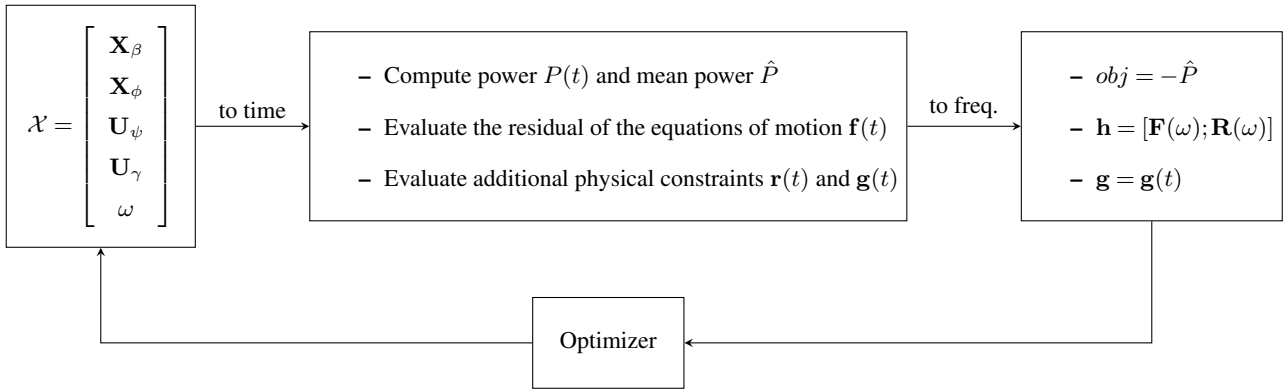 𝒳 = [ X_β
X_ϕ
U_ψ
U_γ
ω ]
to time
– Compute power P(t) and mean power P̂
– Evaluate the residual of the equations of motion f(t)
– Evaluate additional physical constraints r(t) and g(t)
to freq.
– obj = −P̂
– h = [F(ω); R(ω)]
– g = g(t)
Optimizer